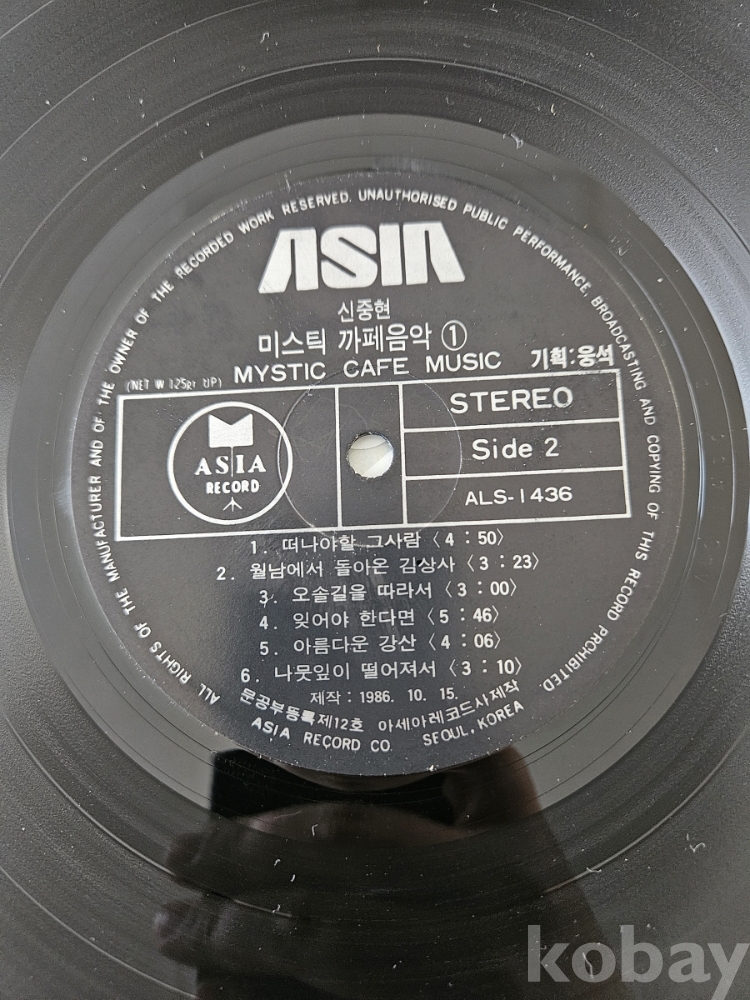 ALL RIGHTS OF THE MANUFACTURER AND OF THE OWNER OF THE RECORDED WORK RESERVED. UNAUTHORISED PUBLIC PERFORMANCE, BROADCASTING AND COPYING OF THIS RECORD PROHIBITED.
ASIA
신중현
미스틱 까페음악 ①
(NET W 125gr UP) MYSTIC CAFE MUSIC 기획:웅석
ASIA
RECORD
STEREO
Side 2
ALS-1436
1. 떠나야할 그사람〈4:50〉
2. 월남에서 돌아온 김상사〈3:23〉
3. 오솔길을 따라서〈3:00〉
4. 잊어야 한다면〈5:46〉
5. 아름다운 강산〈4:06〉
6. 나뭇잎이 떨어져서〈3:10〉
제작:1986. 10. 15.
문공부등록제12호 아세아레코드사제작
ASIA RECORD CO. SEOUL, KOREA
kobay